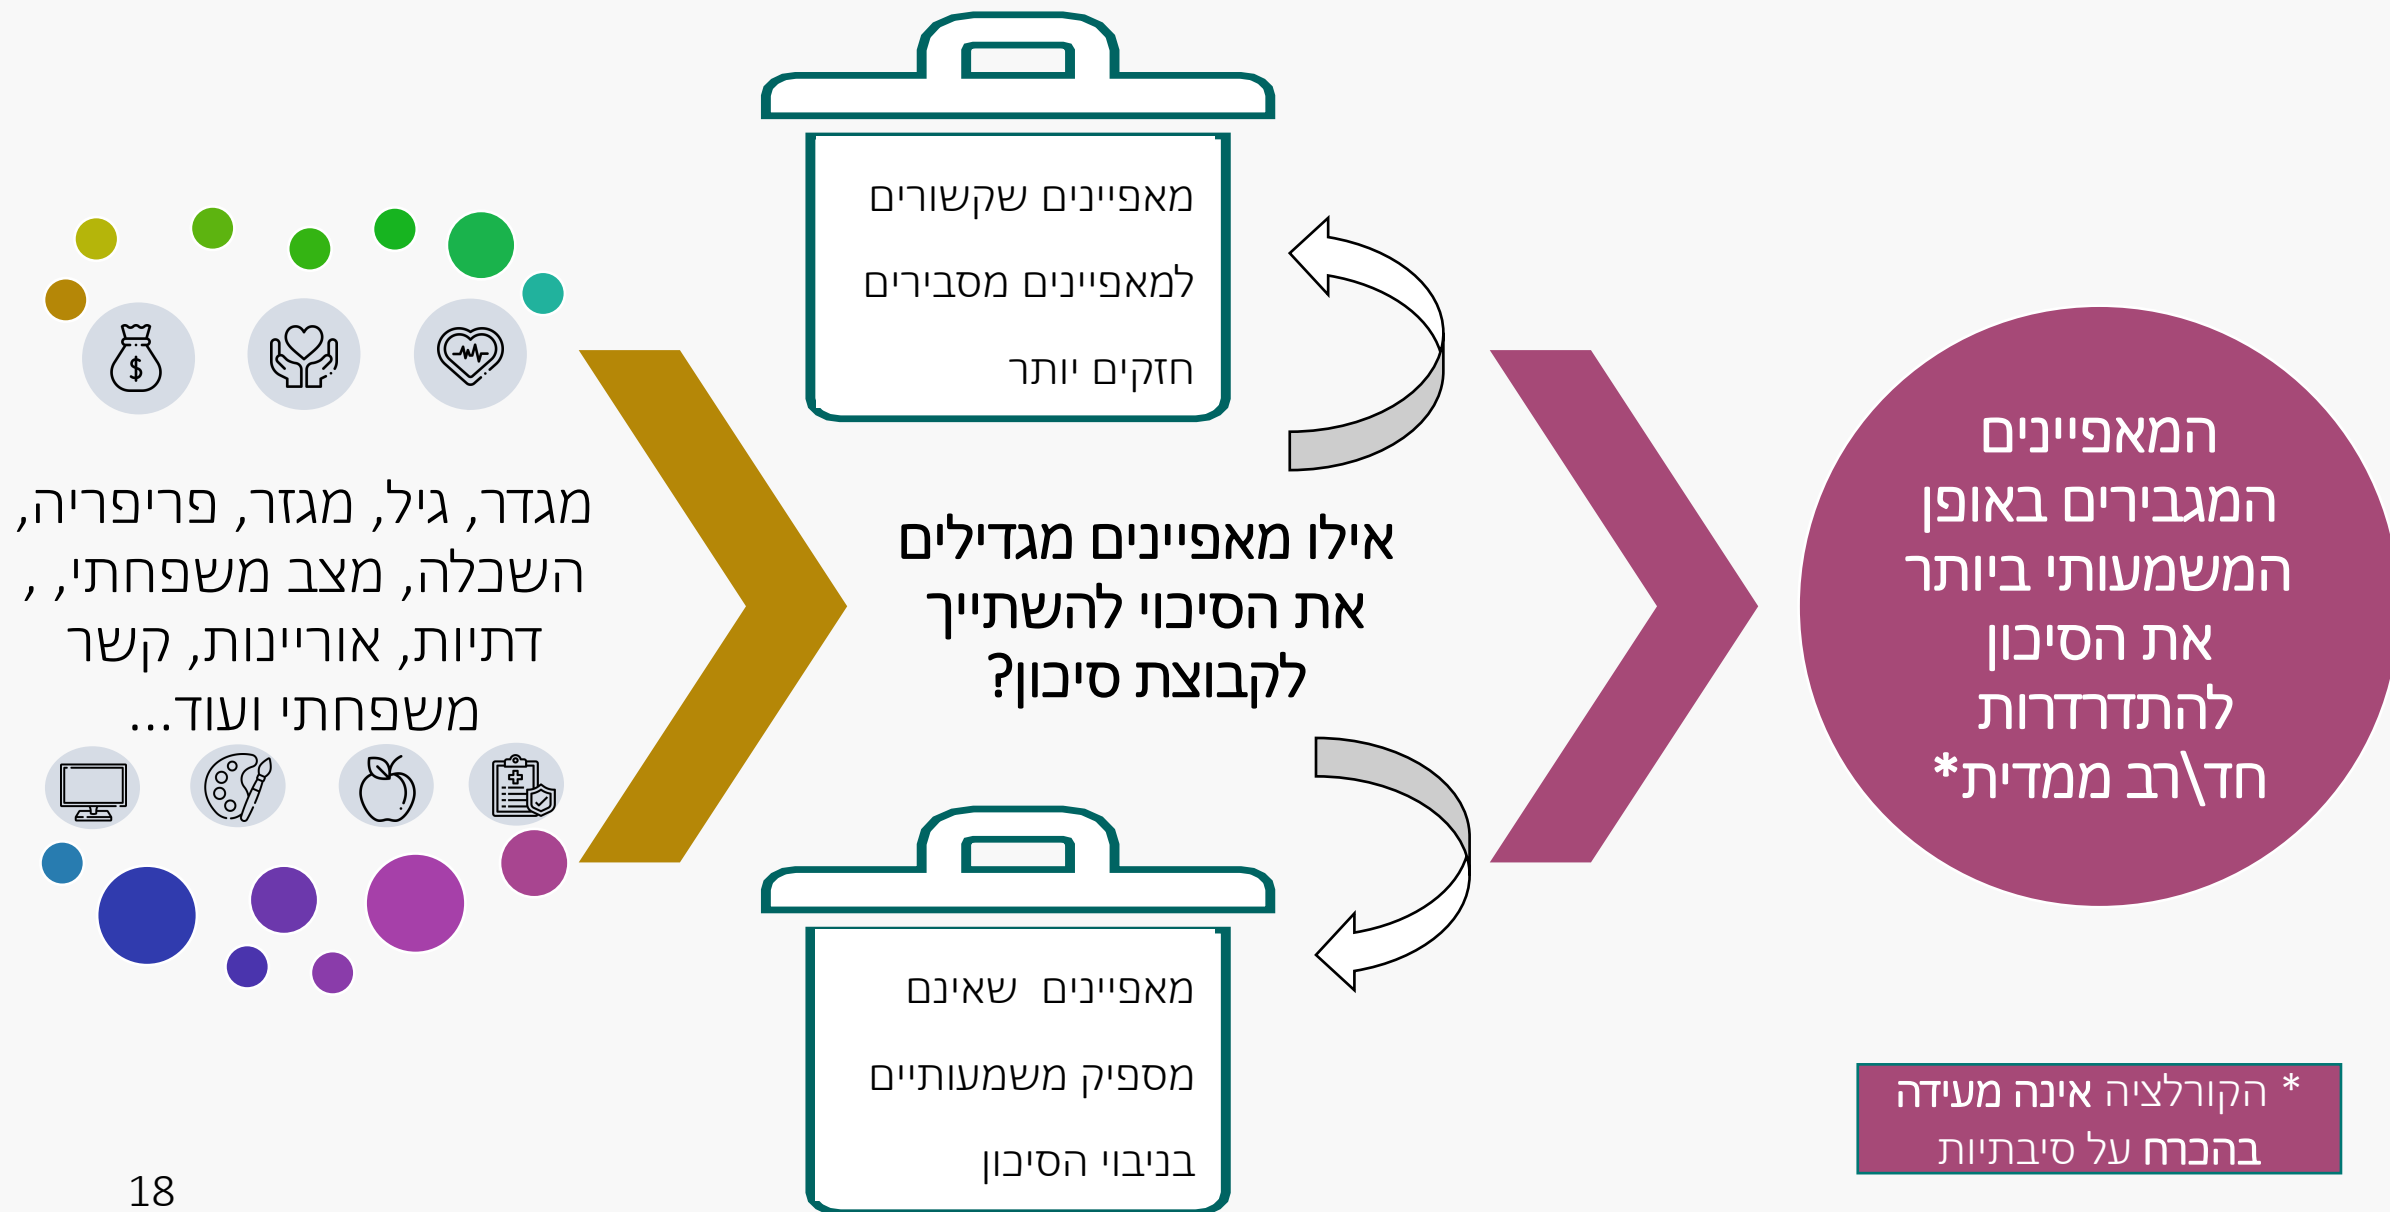 מגדר, גיל, מגזר, פריפריה,
השכלה, מצב משפחתי, ,
דתיות, אוריינות, קשר
משפחתי ועוד...
מאפיינים שקשורים
למאפיינים מסבירים
חזקים יותר
אילו מאפיינים מגדילים
את הסיכוי להשתייך
לקבוצת סיכון?
מאפיינים שאינם
מספיק משמעותיים
בניבוי הסיכון
המאפיינים
המגבירים באופן
המשמעותי ביותר
את הסיכון
להתדרדרות
חד\רב ממדית*
* הקורלציה אינה מעידה
בהכרח על סיבתיות
18